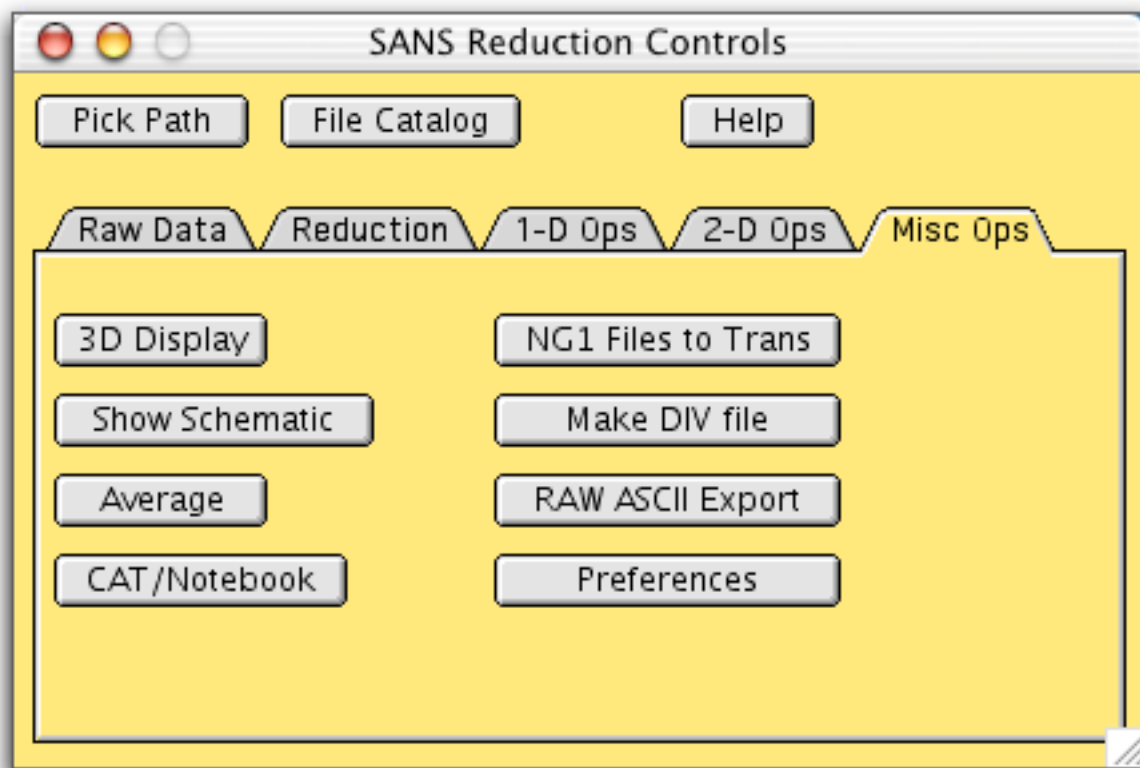 SANS Reduction Controls
Pick Path File Catalog Help
Raw Data Reduction 1-D Ops 2-D Ops Misc Ops
3D Display NG1 Files to Trans
Show Schematic Make DIV file
Average RAW ASCII Export
CAT/Notebook Preferences